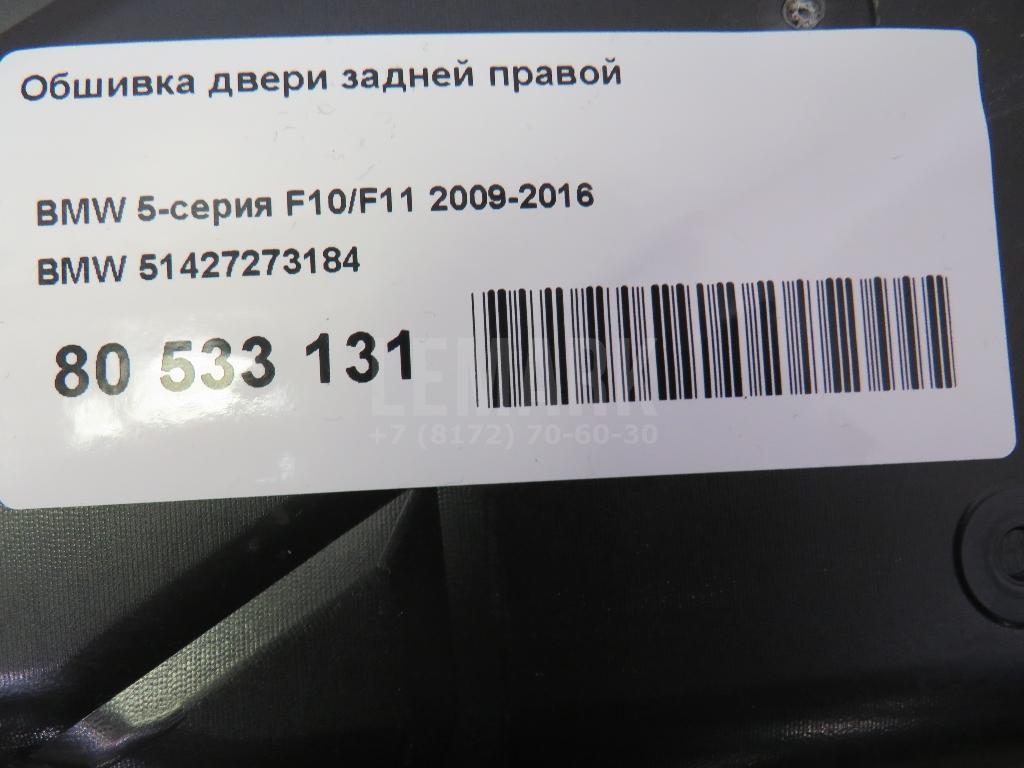 Обшивка двери задней правой
BMW 5-серия F10/F11 2009-2016
BMW 51427273184
80 533 131
LEMARK
+7 (8172) 70-60-30